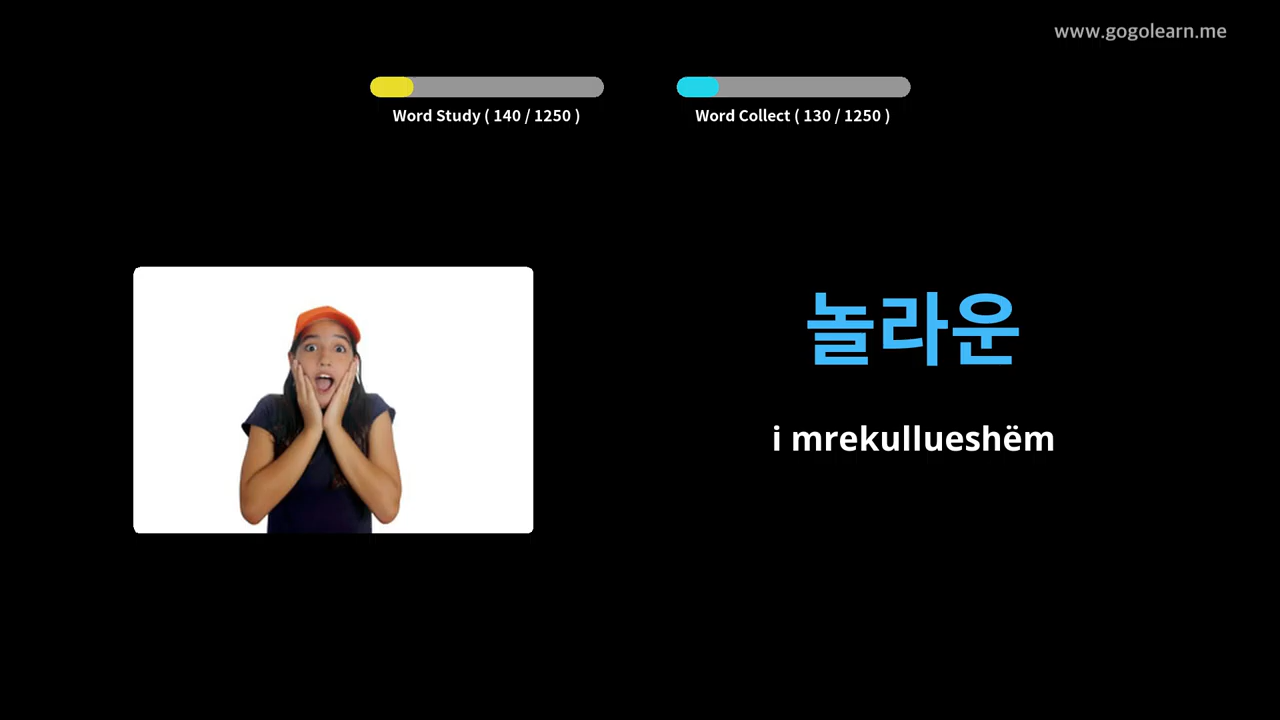 www.gogolearn.me
Word Study ( 140 / 1250 )
Word Collect ( 130 / 1250 )
놀라운
i mrekullueshëm